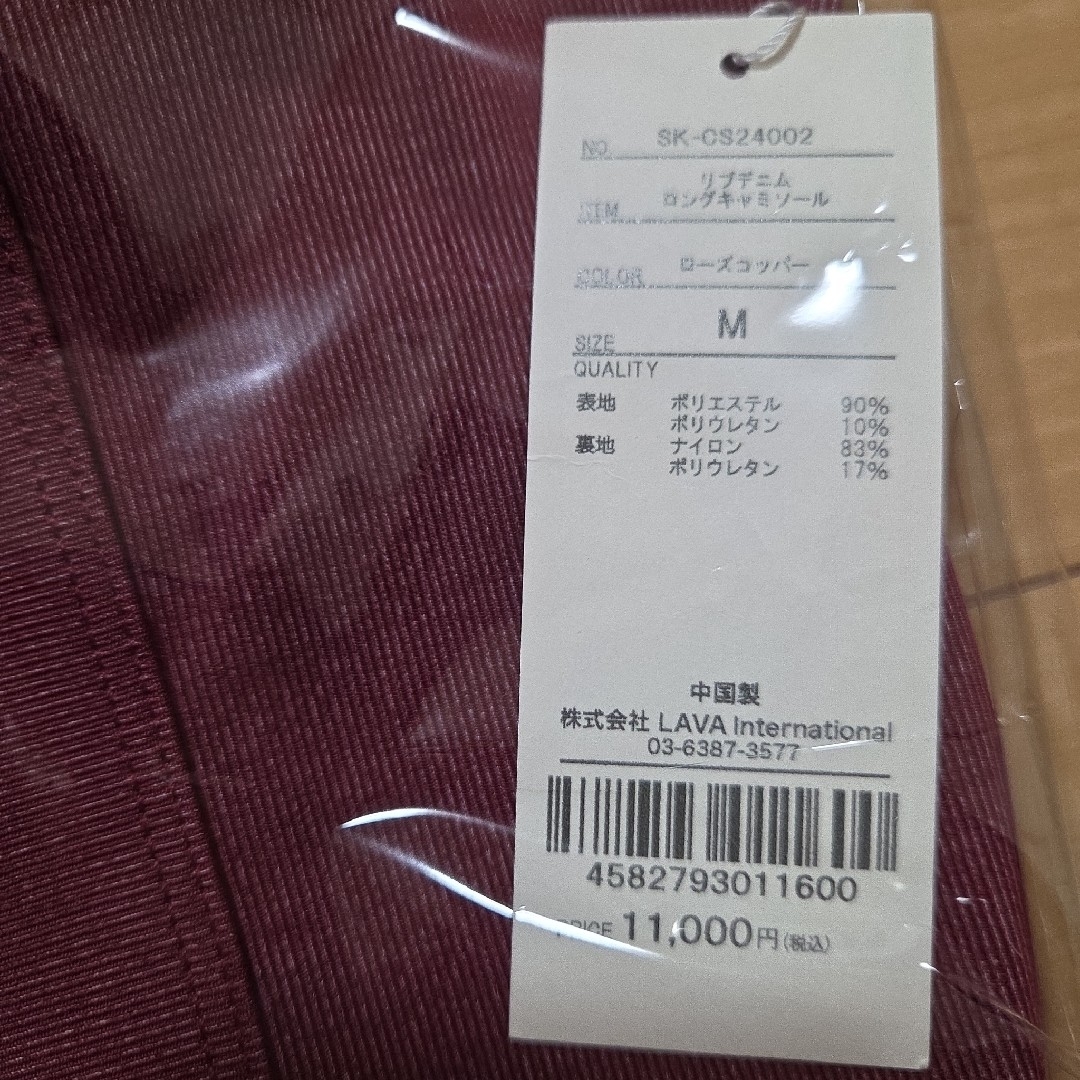 NO. SK-CS24002
リブデニム
ITEM ロングキャミソール
COLOR ローズコッパー
SIZE M
QUALITY
表地 ポリエステル 90%
ポリウレタン 10%
裏地 ナイロン 83%
ポリウレタン 17%
中国製
株式会社 LAVA International
03-6387-3577
4582793011600
PRICE 11,000円(税込)